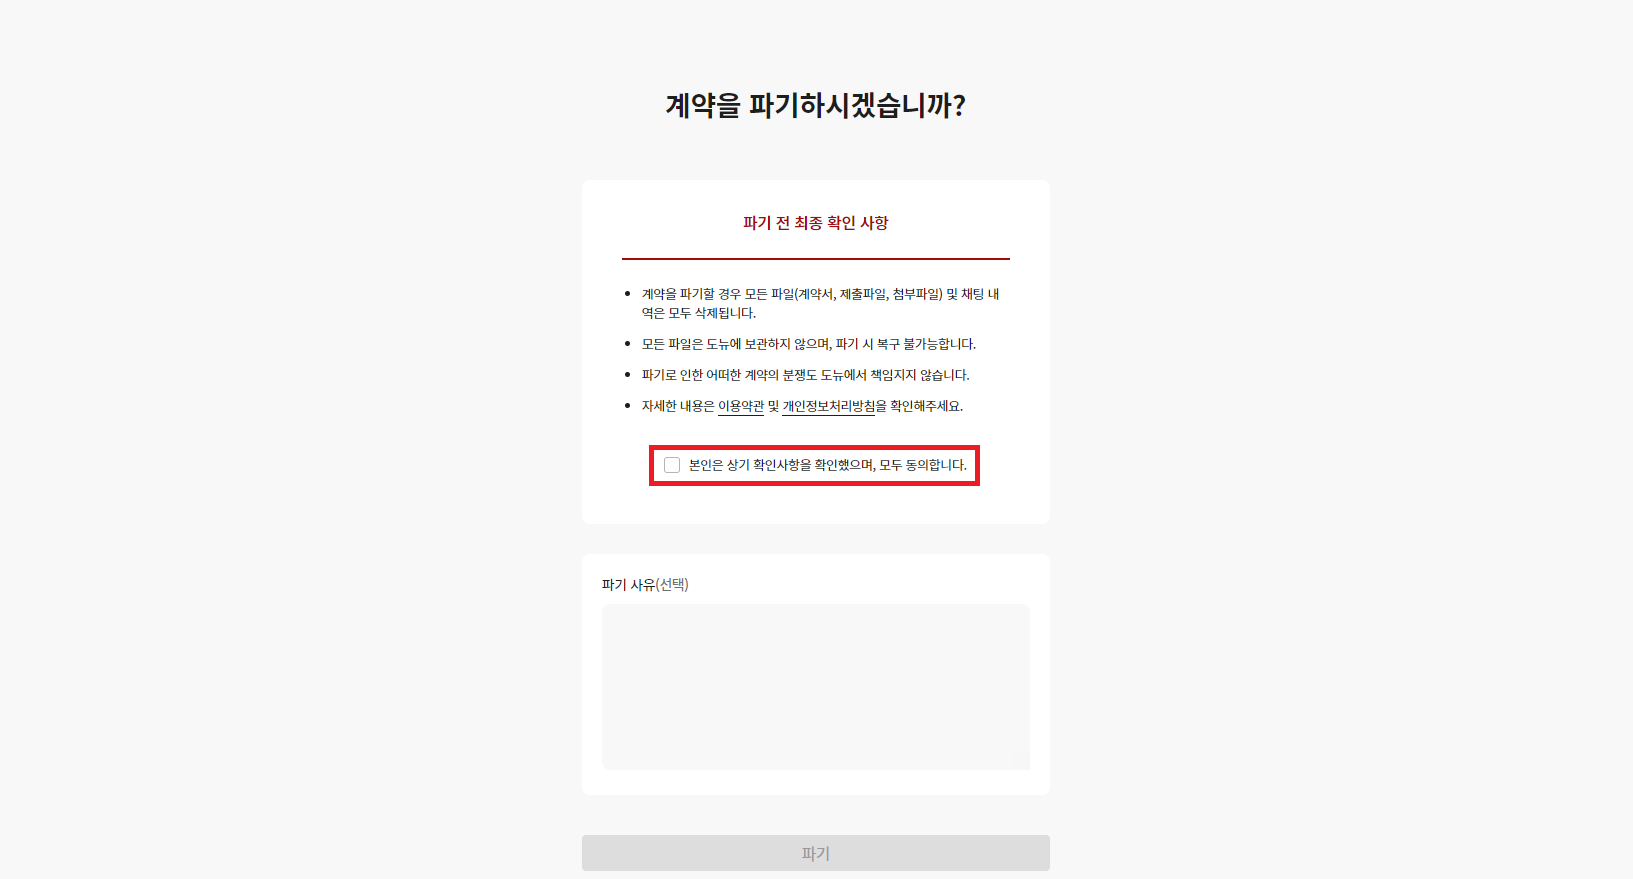 계약을 파기하시겠습니까?
파기 전 최종 확인 사항
계약을 파기할 경우 모든 파일(계약서, 제출파일, 첨부파일) 및 채팅 내
역은 모두 삭제됩니다.
모든 파일은 도뉴에 보관하지 않으며, 파기 시 복구 불가능합니다.
파기로 인한 어떠한 계약의 분쟁도 도뉴에서 책임지지 않습니다.
자세한 내용은 이용약관 및 개인정보처리방침을 확인해주세요.
본인은 상기 확인사항을 확인했으며, 모두 동의합니다.
파기 사유(선택)
파기